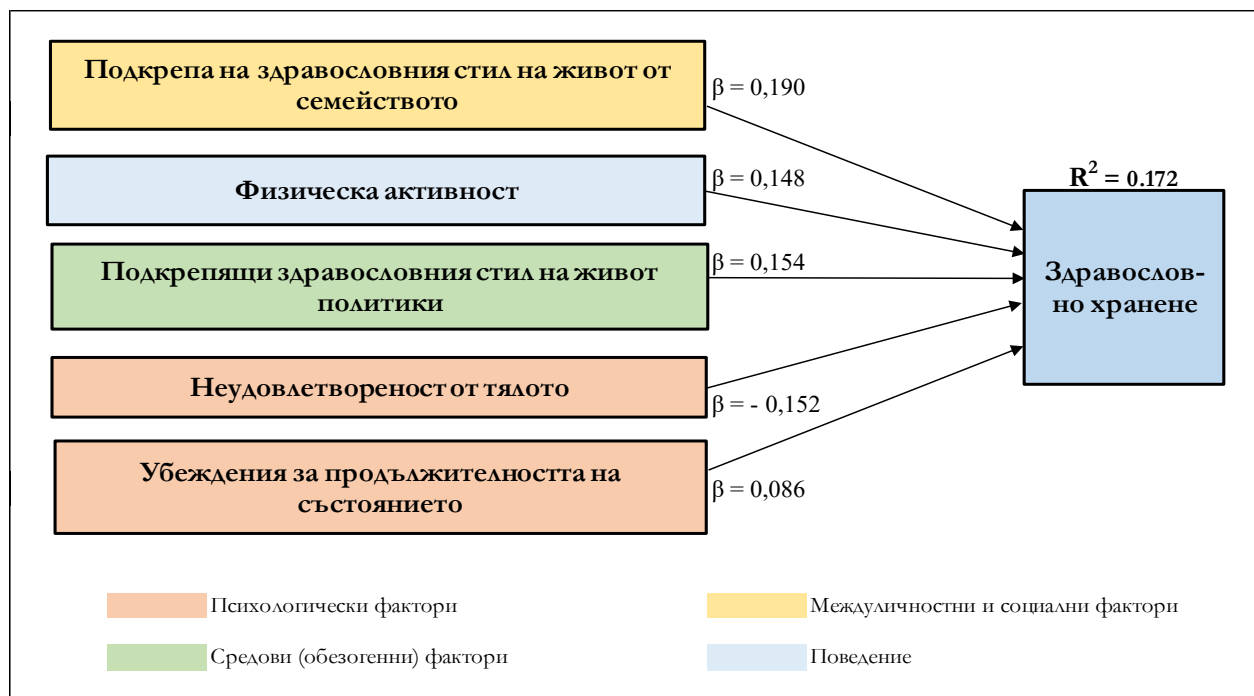 Подкрепа на здравословния стил на живот от
семейството
β = 0,190
Физическа активност
β = 0,148
R² = 0.172
Подкрепящи здравословния стил на живот
политики
β = 0,154
Здравослов-
но хранене
Неудовлетвореност от тялото
β = - 0,152
Убеждения за продължителността на
състоянието
β = 0,086
Психологически фактори
Междуличностни и социални фактори
Средови (обезогенни) фактори
Поведение